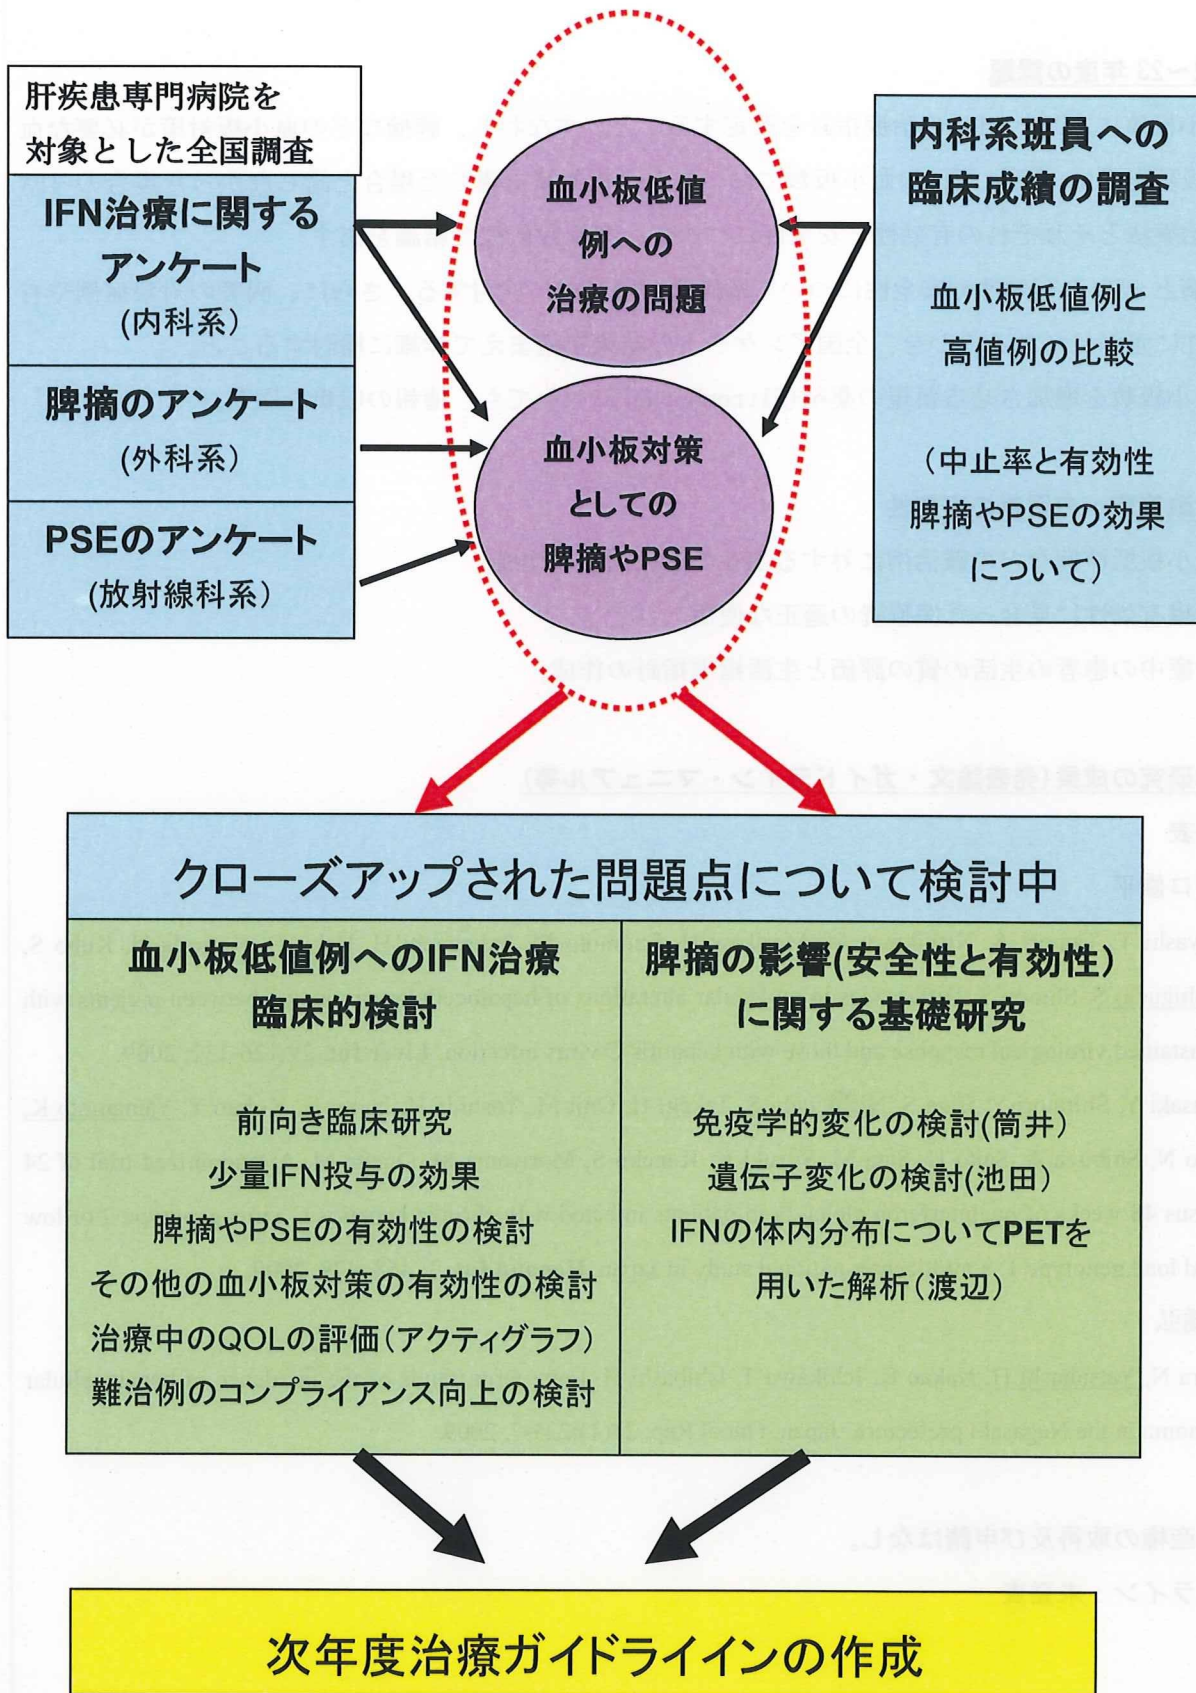 肝疾患専門病院を
対象とした全国調査
IFN治療に関する
アンケート
(内科系)
脾摘のアンケート
(外科系)
PSEのアンケート
(放射線科系)
血小板低値
例への
治療の問題
血小板対策
としての
脾摘やPSE
内科系班員への
臨床成績の調査
血小板低値例と
高値例の比較
(中止率と有効性
脾摘やPSEの効果
について)
クローズアップされた問題点について検討中
血小板低値例へのIFN治療
臨床的検討
前向き臨床研究
少量IFN投与の効果
脾摘やPSEの有効性の検討
その他の血小板対策の有効性の検討
治療中のQOLの評価(アクティグラフ)
難治例のコンプライアンス向上の検討
脾摘の影響(安全性と有効性)
に関する基礎研究
免疫学的変化の検討(筒井)
遺伝子変化の検討(池田)
IFNの体内分布についてPETを
用いた解析(渡辺)
次年度治療ガイドラインの作成